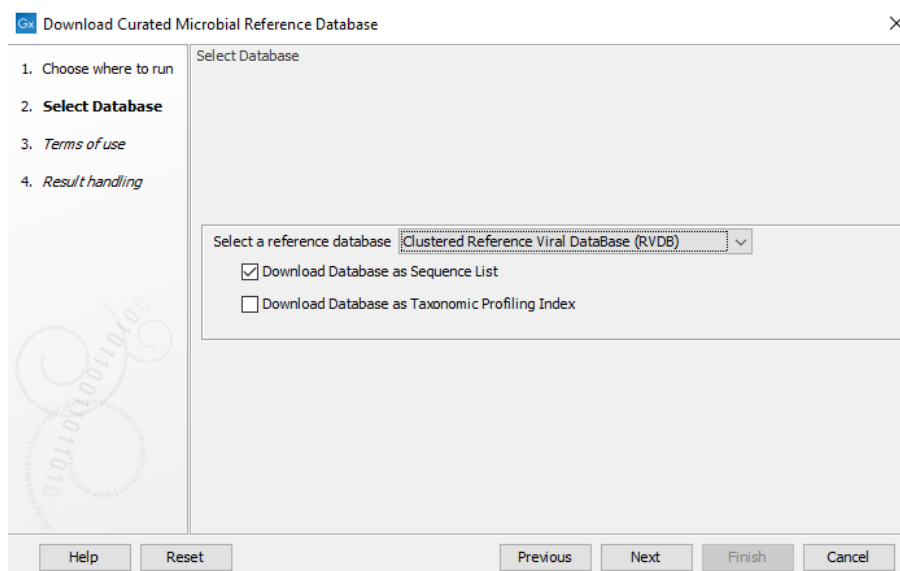 Gx Download Curated Microbial Reference Database
1. Choose where to run
2. Select Database
3. Terms of use
4. Result handling
Select Database
Select a reference database Clustered Reference Viral DataBase (RVDB)
Download Database as Sequence List
Download Database as Taxonomic Profiling Index
Help Reset Previous Next Finish Cancel